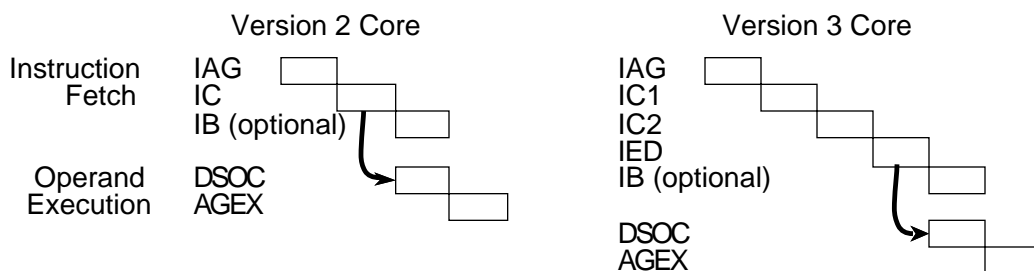 Version 2 Core
Instruction Fetch
IAG
IC
IB (optional)
Operand Execution
DSOC
AGEX
Version 3 Core
IAG
IC1
IC2
IED
IB (optional)
DSOC
AGEX